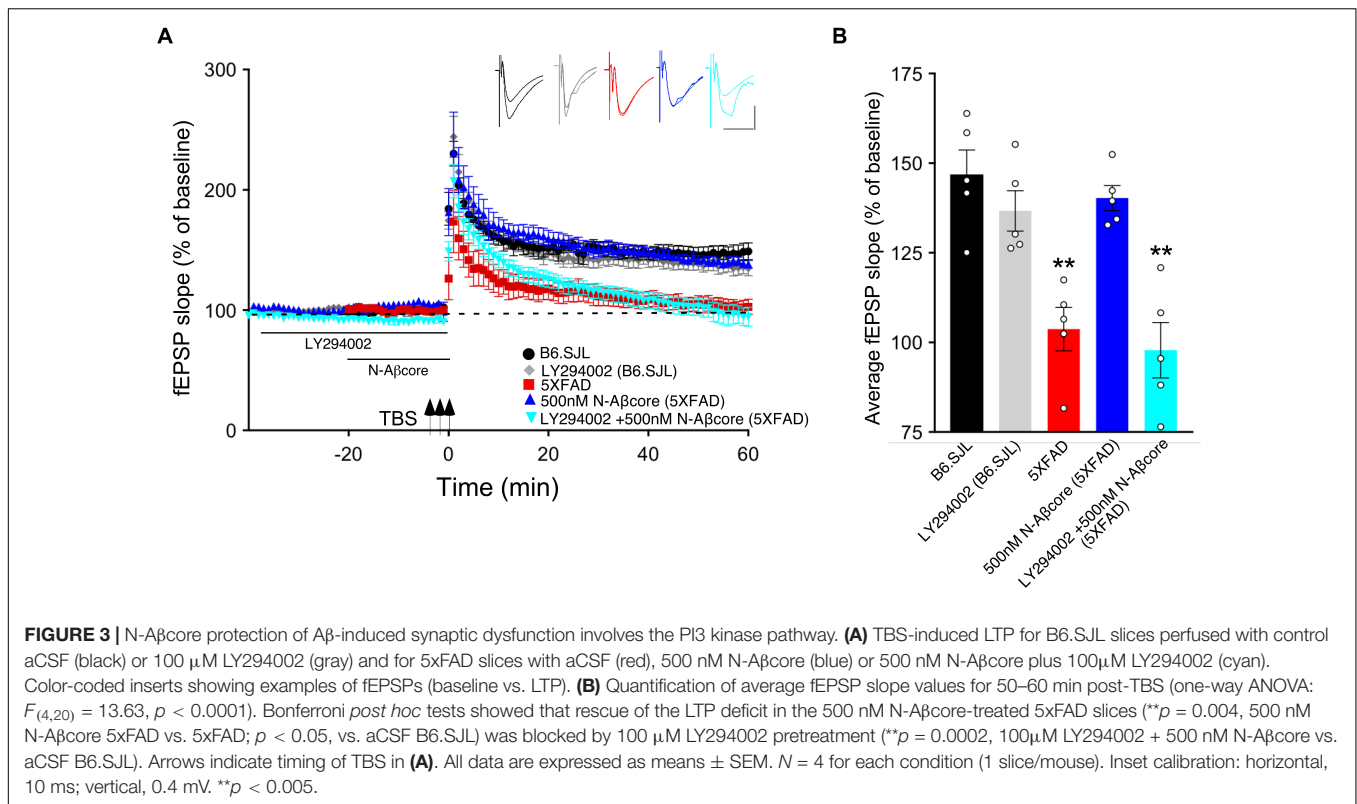 A
B
300
200
100
0
fEPSP slope (% of baseline)
LY294002
N-Aβcore
TBS
B6.SJL
LY294002 (B6.SJL)
5XFAD
500nM N-Aβcore (5XFAD)
LY294002 +500nM N-Aβcore (5XFAD)
-20
0
20
40
60
Time (min)
175
150
125
100
75
Average fEPSP slope (% of baseline)
**
**
B6.SJL
LY294002 (B6.SJL)
5XFAD
500nM N-Aβcore (5XFAD)
LY294002 +500nM N-Aβcore
(5XFAD)
FIGURE 3 | N-Aβcore protection of Aβ-induced synaptic dysfunction involves the PI3 kinase pathway. (A) TBS-induced LTP for B6.SJL slices perfused with control
aCSF (black) or 100 μM LY294002 (gray) and for 5xFAD slices with aCSF (red), 500 nM N-Aβcore (blue) or 500 nM N-Aβcore plus 100μM LY294002 (cyan).
Color-coded inserts showing examples of fEPSPs (baseline vs. LTP). (B) Quantification of average fEPSP slope values for 50–60 min post-TBS (one-way ANOVA:
F(4,20) = 13.63, p < 0.0001). Bonferroni post hoc tests showed that rescue of the LTP deficit in the 500 nM N-Aβcore-treated 5xFAD slices (**p = 0.004, 500 nM
N-Aβcore 5xFAD vs. 5xFAD; p < 0.05, vs. aCSF B6.SJL) was blocked by 100 μM LY294002 pretreatment (**p = 0.0002, 100μM LY294002 + 500 nM N-Aβcore vs.
aCSF B6.SJL). Arrows indicate timing of TBS in (A). All data are expressed as means ± SEM. N = 4 for each condition (1 slice/mouse). Inset calibration: horizontal,
10 ms; vertical, 0.4 mV. **p < 0.005.